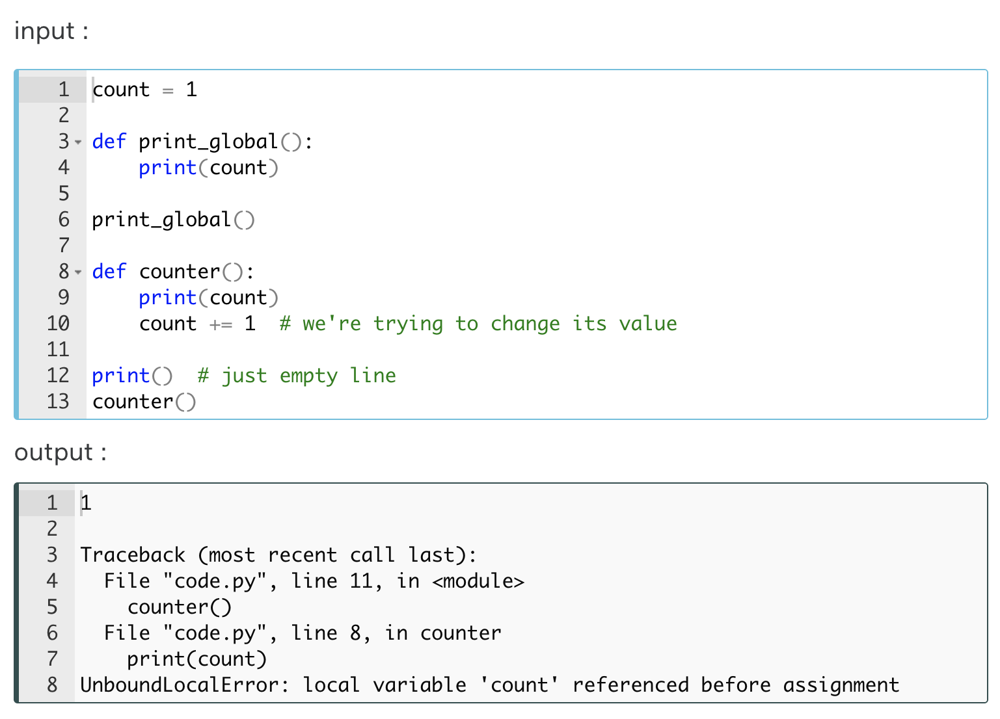 input :
1 count = 1
2
3 def print_global():
4     print(count)
5
6 print_global()
7
8 def counter():
9     print(count)
10     count += 1  # we're trying to change its value
11
12 print()  # just empty line
13 counter()
output :
1 1
2
3 Traceback (most recent call last):
4   File "code.py", line 11, in <module>
5     counter()
6   File "code.py", line 8, in counter
7     print(count)
8 UnboundLocalError: local variable 'count' referenced before assignment